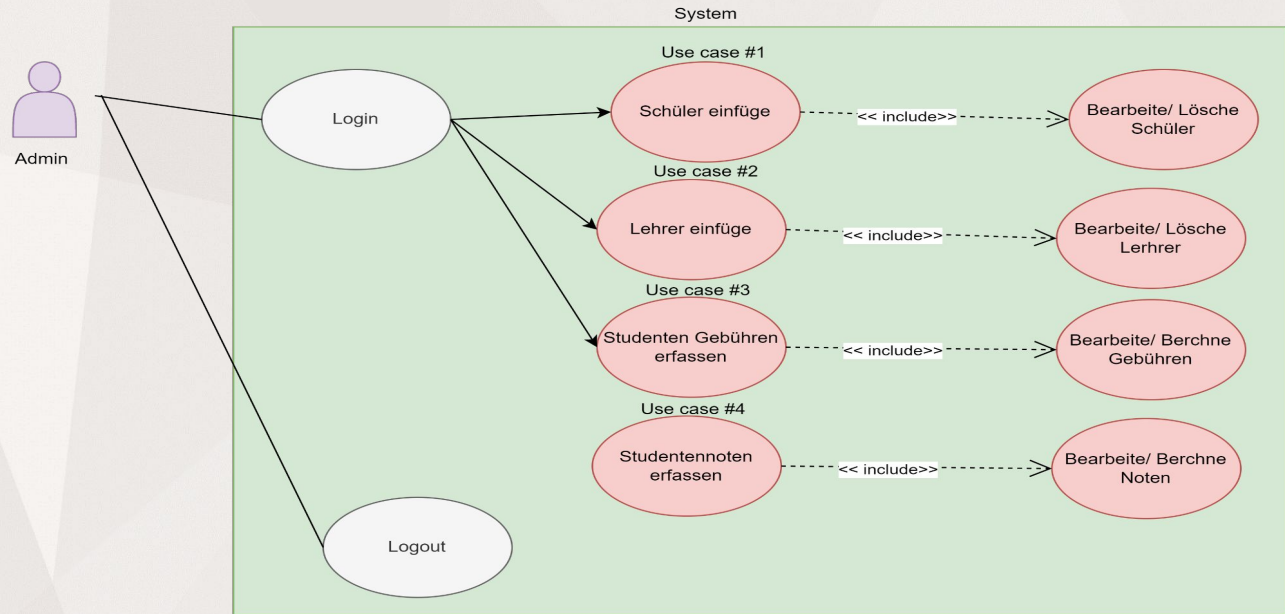 System
Admin
Login
Use case #1
Schüler einfüge
<< include>>
Bearbeite/ Lösche
Schüler
Use case #2
Lehrer einfüge
<< include>>
Bearbeite/ Lösche
Lerhrer
Use case #3
Studenten Gebühren
erfassen
<< include>>
Bearbeite/ Berchne
Gebühren
Use case #4
Studentennoten
erfassen
<< include>>
Bearbeite/ Berchne
Noten
Logout